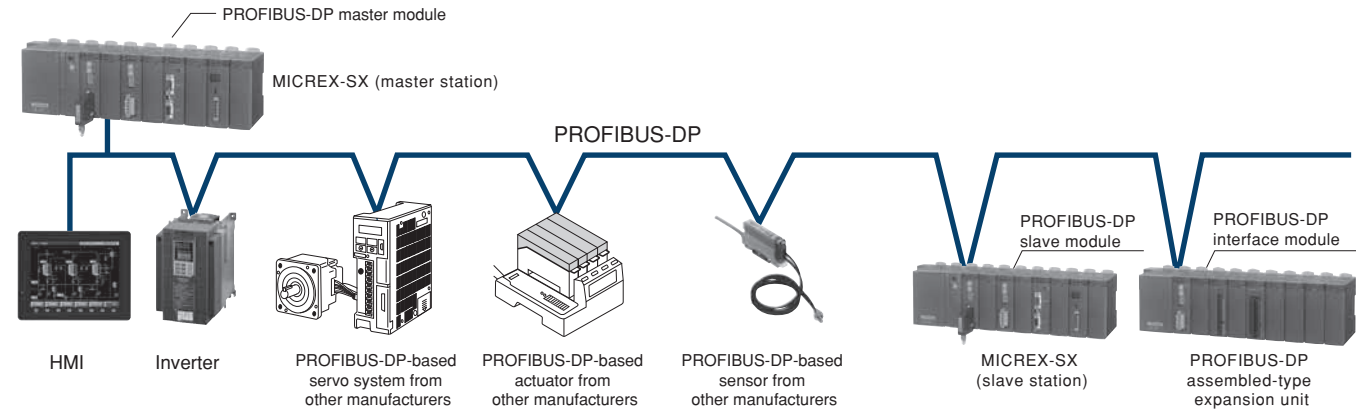 PROFIBUS-DP master module
MICREX-SX (master station)
PROFIBUS-DP
PROFIBUS-DP
slave module
PROFIBUS-DP
interface module
HMI
Inverter
PROFIBUS-DP-based
servo system from
other manufacturers
PROFIBUS-DP-based
actuator from
other manufacturers
PROFIBUS-DP-based
sensor from
other manufacturers
MICREX-SX
(slave station)
PROFIBUS-DP
assembled-type
expansion unit